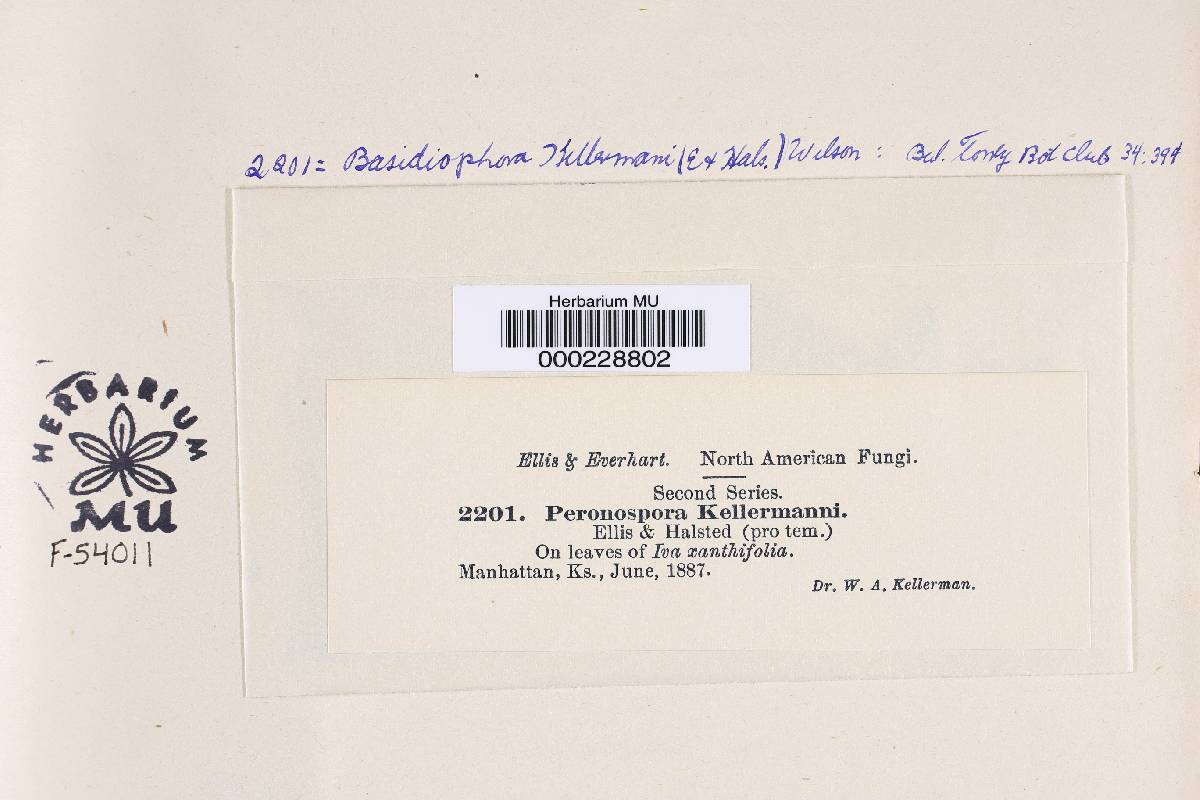 2201 = Basidiophora Kellermani (E & Hals.) Wilson : Bul. Torrey Bot Club 34:394
Herbarium MU
000228802
HERBARIUM
MU
F-54011
Ellis & Everhart. North American Fungi.
Second Series.
2201. Peronospora Kellermanni.
Ellis & Halsted (pro tem.)
On leaves of Iva xanthifolia.
Manhattan, Ks., June, 1887.
Dr. W. A. Kellerman.